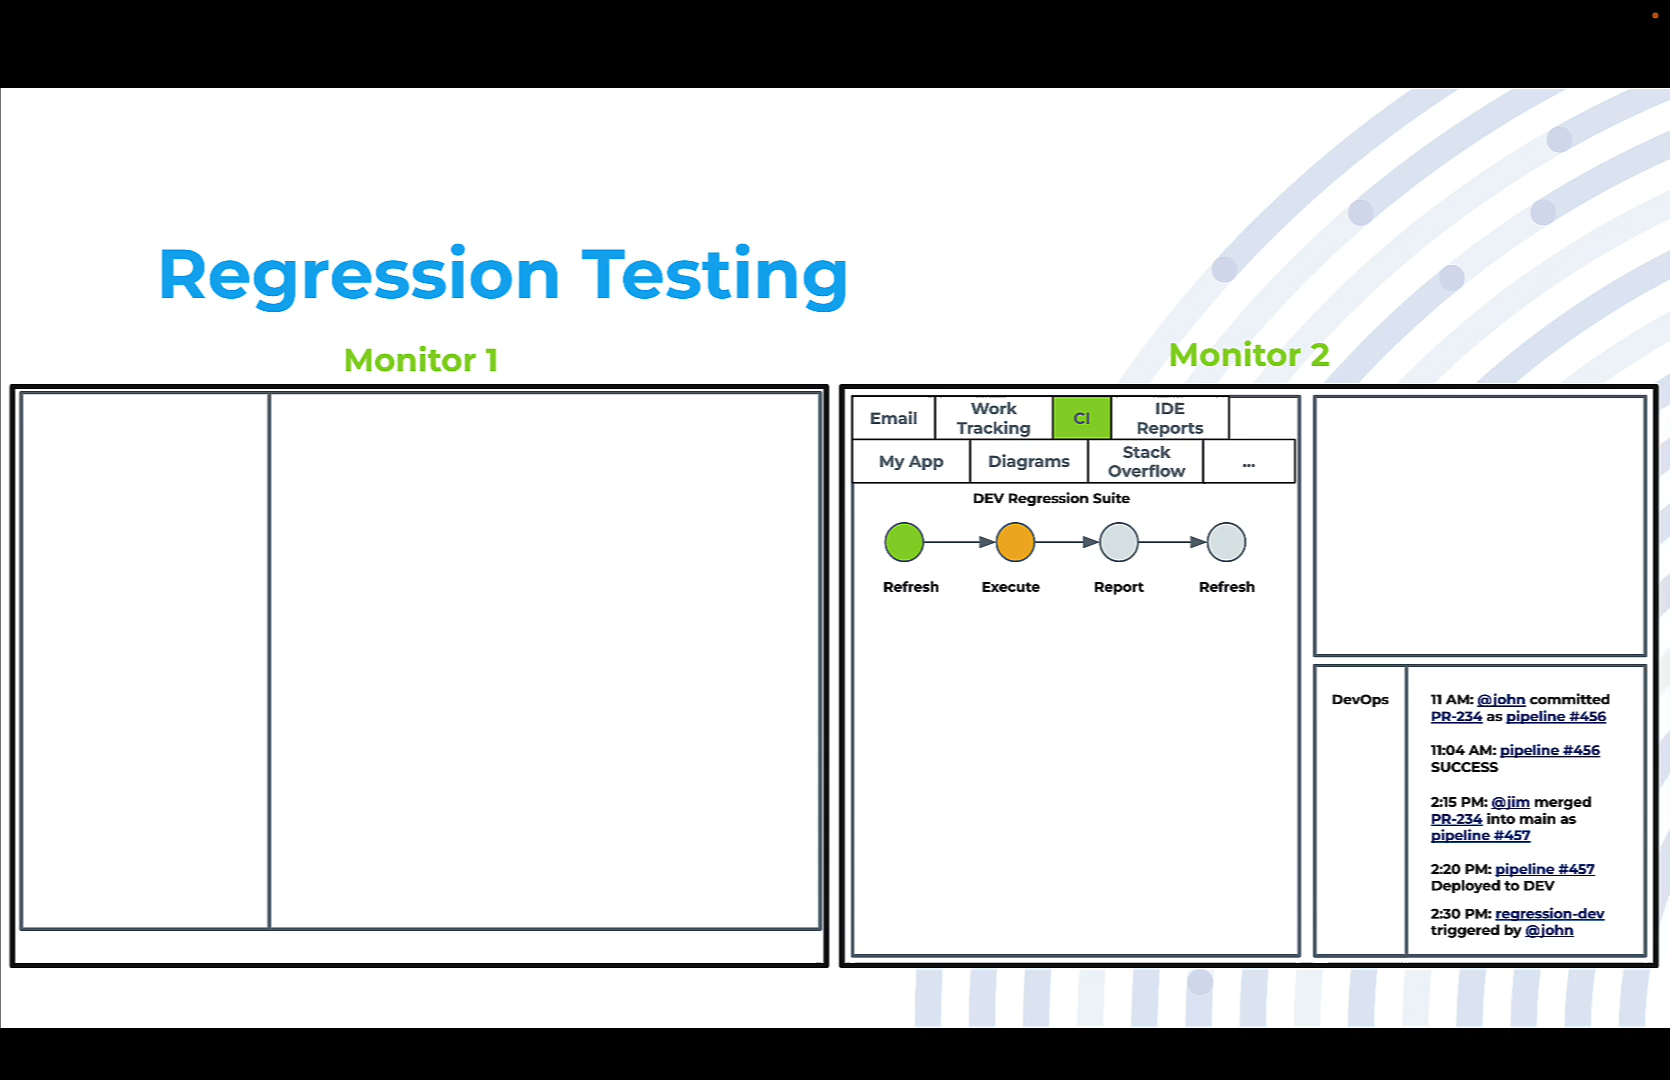 Regression Testing
Monitor 1
Monitor 2
Email
Work
Tracking
CI
IDE
Reports
My App
Diagrams
Stack
Overflow
...
DEV Regression Suite
Refresh
Execute
Report
Refresh
DevOps
11 AM: @john committed
PR-234 as pipeline #456
11:04 AM: pipeline #456
SUCCESS
2:15 PM: @jim merged
PR-234 into main as
pipeline #457
2:20 PM: pipeline #457
Deployed to DEV
2:30 PM: regression-dev
triggered by @john